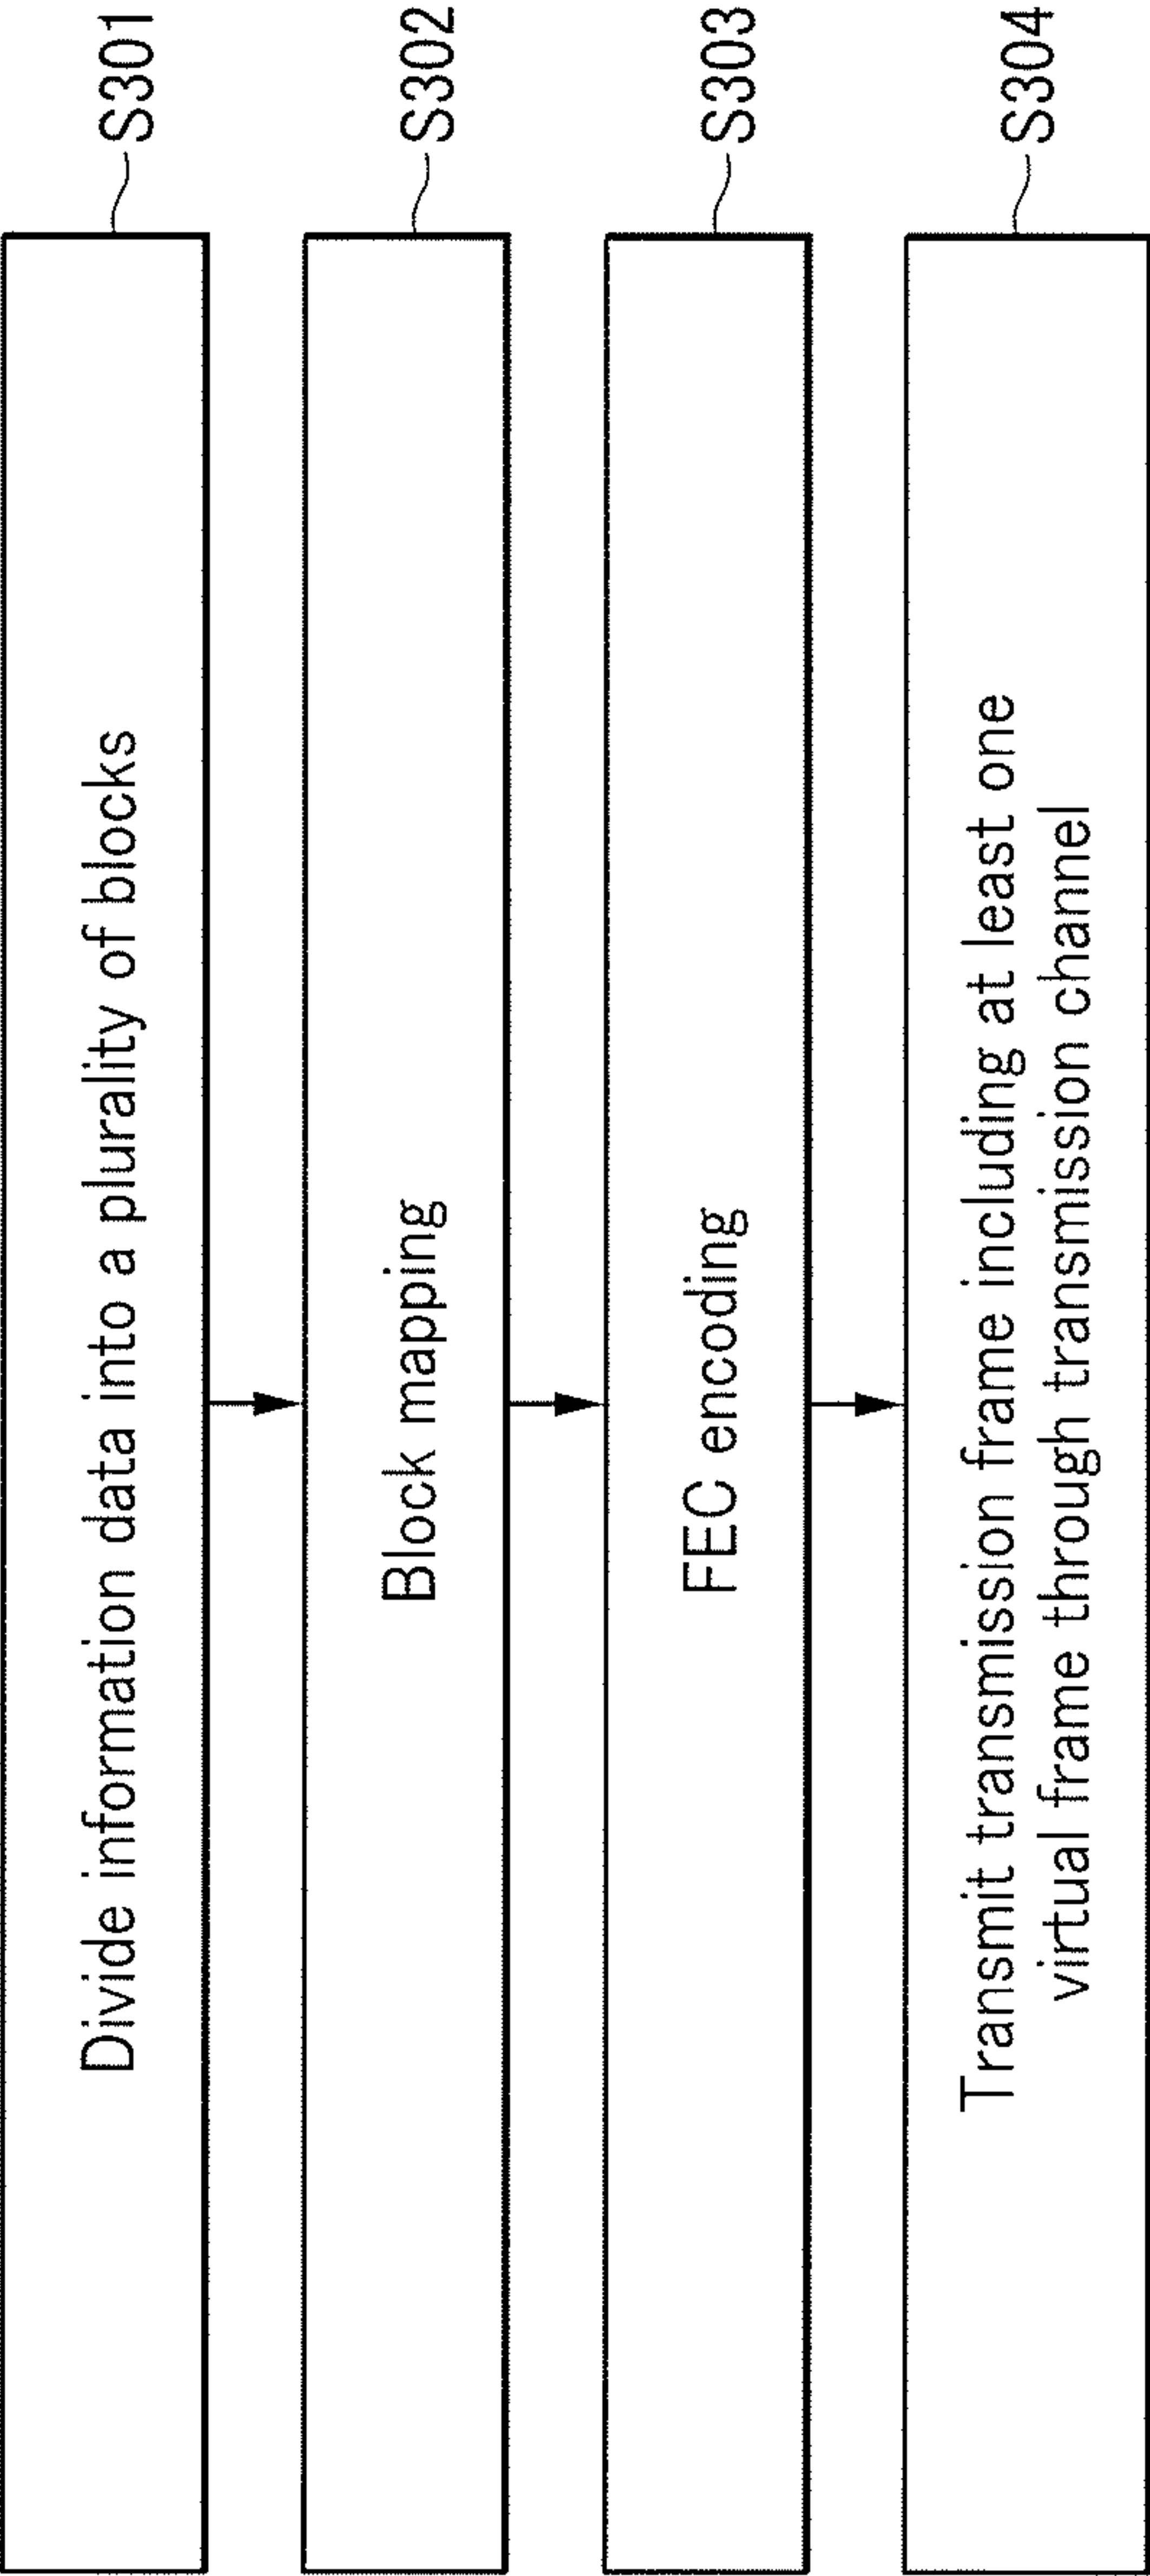 Divide information data into a plurality of blocks
S301
Block mapping
S302
FEC encoding
S303
Transmit transmission frame including at least one
virtual frame through transmission channel
S304